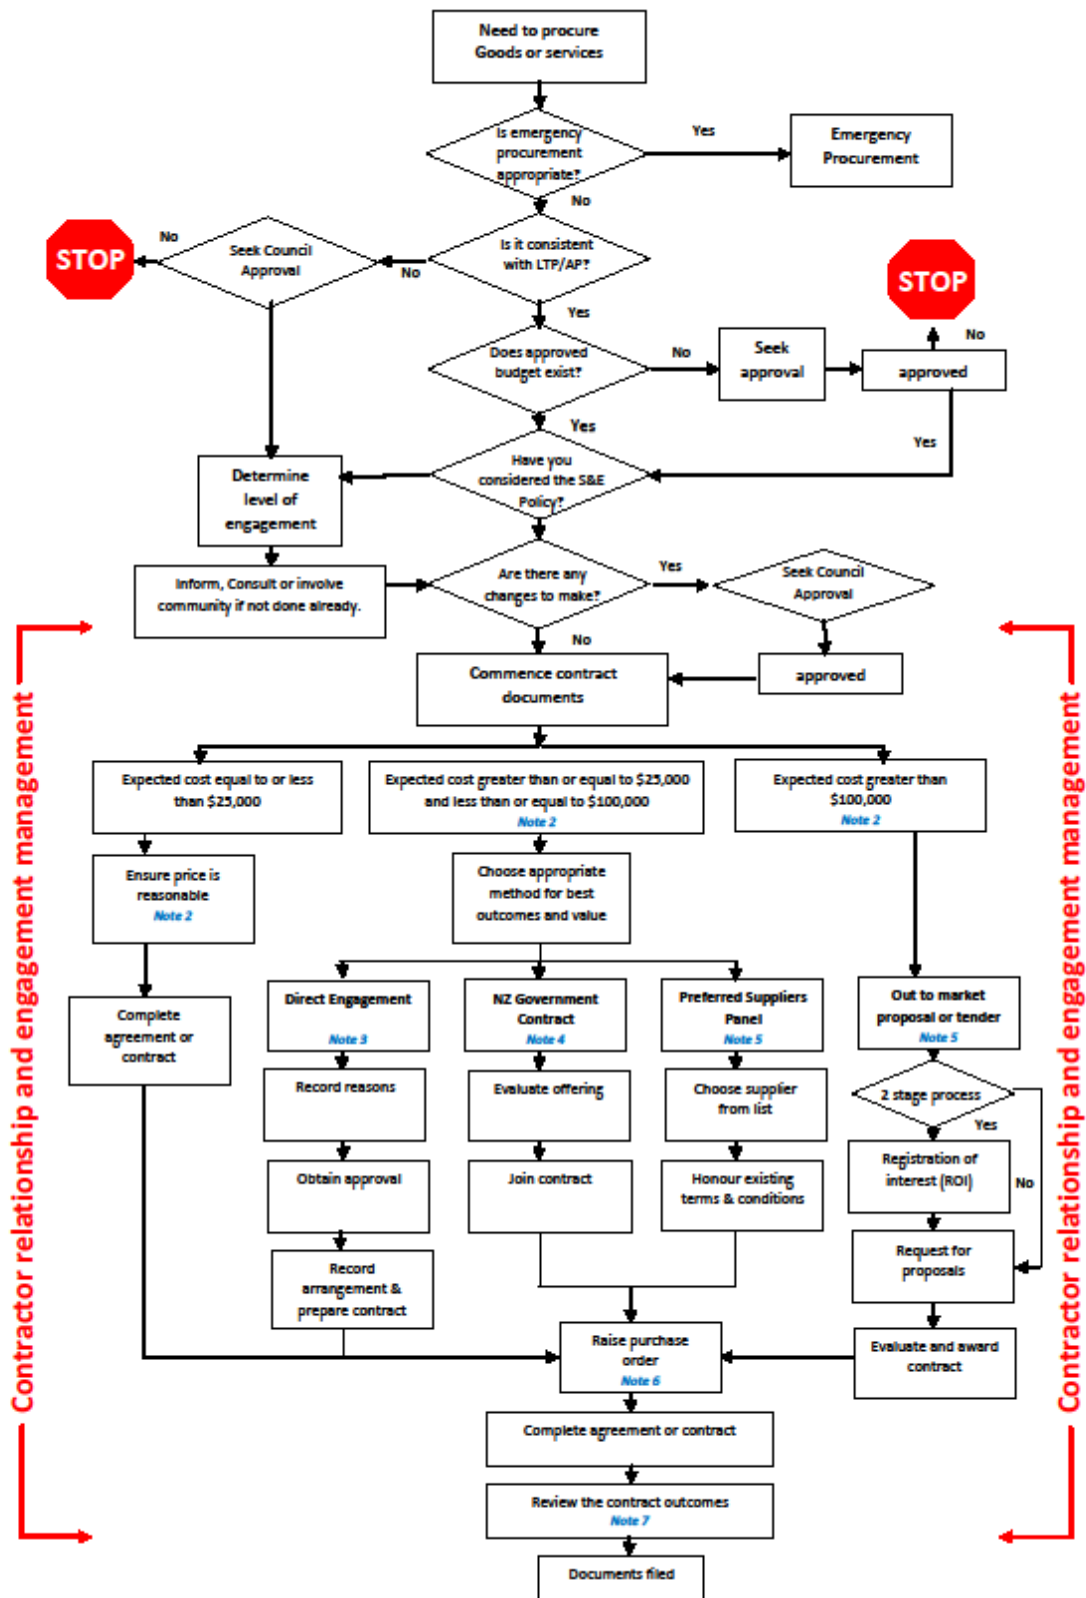 Need to procure
Goods or services
Is emergency
procurement
appropriate?
Yes
Emergency
Procurement
No
STOP
No
Seek Council
Approval
No
Is it consistent
with LTP/AP?
STOP
Yes
No
Does approved
budget exist?
No
Seek
approval
approved
Yes
Yes
Determine
level of
engagement
Have you
considered the S&E
Policy?
Inform, Consult or involve
community if not done already.
Are there any
changes to make?
Yes
Seek Council
Approval
No
Commence contract
documents
approved
Contractor relationship and engagement management
Contractor relationship and engagement management
Expected cost equal to or less
than $25,000
Expected cost greater than or equal to $25,000
and less than or equal to $100,000
Note 2
Expected cost greater than
$100,000
Note 2
Ensure price is
reasonable
Note 2
Choose appropriate
method for best
outcomes and value
Complete
agreement or
contract
Direct Engagement
Note 3
NZ Government
Contract
Note 4
Preferred Suppliers
Panel
Note 5
Out to market
proposal or tender
Note 5
Record reasons
Evaluate offering
Choose supplier
from list
2 stage process
Yes
Obtain approval
Join contract
Honour existing
terms & conditions
Registration of
interest (ROI)
No
Record
arrangement &
prepare contract
Request for
proposals
Raise purchase
order
Note 6
Evaluate and award
contract
Complete agreement or contract
Review the contract outcomes
Note 7
Documents filed